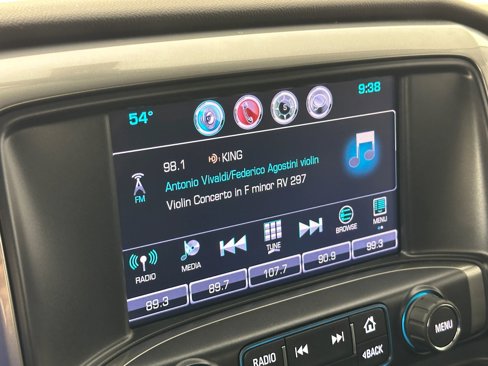 54°
9:38
98.1 HD KING
FM
Antonio Vivaldi/Federico Agostini violin
Violin Concerto in F minor RV 297
RADIO
MEDIA
TUNE
BROWSE
MENU
89.3
89.7
107.7
90.9
99.3
RADIO
BACK
MENU